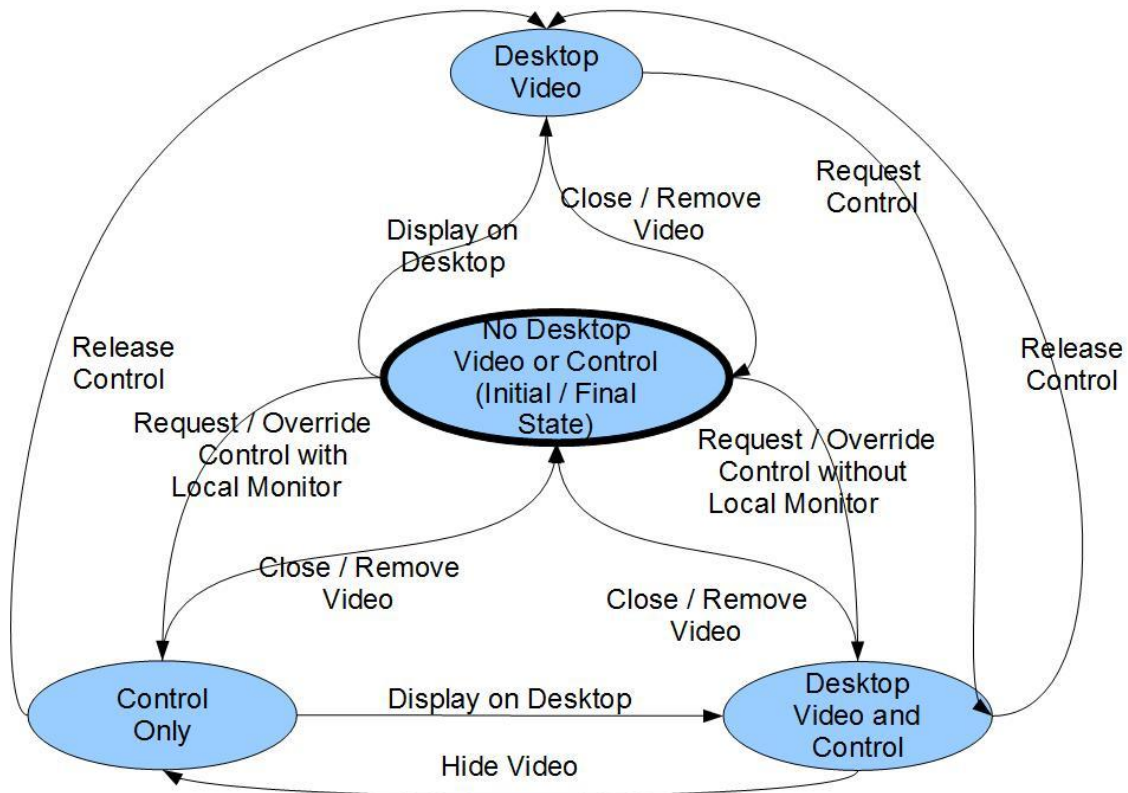 Desktop
Video
Request
Control
Close / Remove
Video
Display on
Desktop
No Desktop
Video or Control
(Initial / Final
State)
Release
Control
Release
Control
Request / Override
Control with
Local Monitor
Request / Override
Control without
Local Monitor
Close / Remove
Video
Close / Remove
Video
Control
Only
Display on Desktop
Desktop
Video and
Control
Hide Video